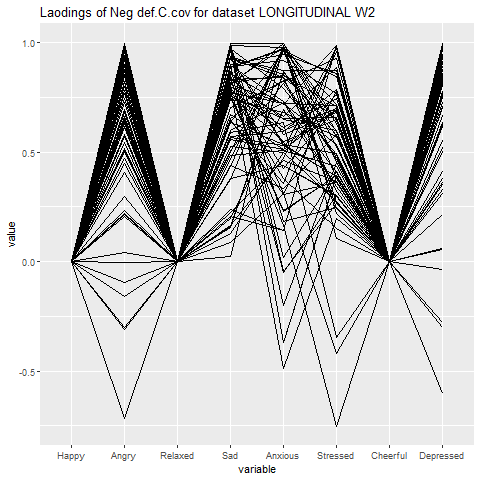 Laodings of Neg def.C.cov for dataset LONGITUDINAL W2
1.0
0.5
0.0
-0.5
value
Happy Angry Relaxed Sad Anxious Stressed Cheerful Depressed
variable